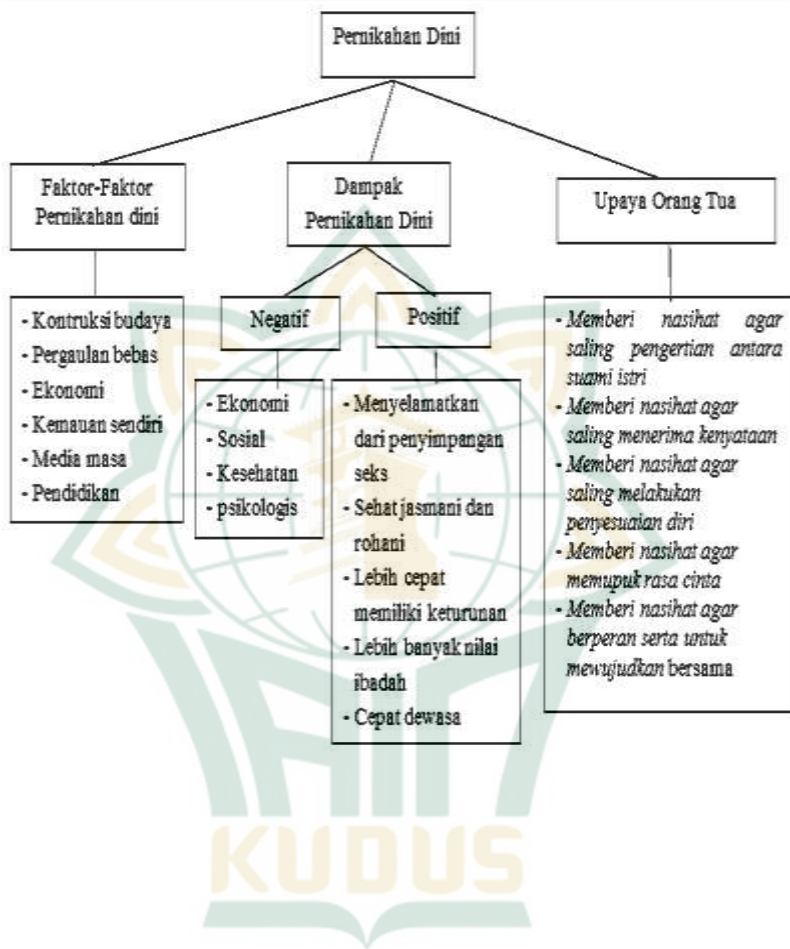 Pernikahan Dini
Faktor-Faktor
Pernikahan dini
Dampak
Pernikahan Dini
Upaya Orang Tua
- Kontruksi budaya
- Pergaulan bebas
- Ekonomi
- Kemauan sendiri
- Media masa
- Pendidikan
Negatif
- Ekonomi
- Sosial
- Kesehatan
- psikologis
Positif
- Menyelamatkan
dari penyimpangan
seks
- Sehat jasmani dan
rohani
- Lebih cepat
memiliki keturunan
- Lebih banyak nilai
ibadah
- Cepat dewasa
- Memberi nasihat agar
saling pengertian antara
suami istri
- Memberi nasihat agar
saling menerima kenyataan
- Memberi nasihat agar
saling melakukan
penyesuaian diri
- Memberi nasihat agar
memupuk rasa cinta
- Memberi nasihat agar
berperan serta untuk
mewujudkan bersama
IAIN
KUDUS